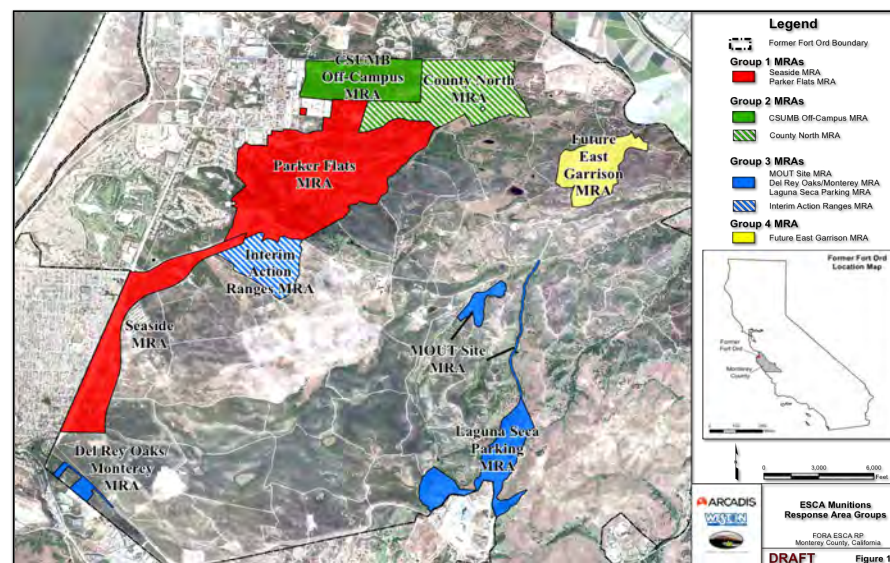 CSUMB
Off-Campus
MRA
County North
MRA
Future
East
Garrison
MRA
Parker Flats
MRA
Interim
Action
Ranges MRA
Seaside
MRA
MOUT Site
MRA
Laguna Seca
Parking
MRA
Del Rey Oaks/
Monterey
MRA
Legend
Former Fort Ord Boundary
Group 1 MRAs
Seaside MRA
Parker Flats MRA
Group 2 MRAs
CSUMB Off-Campus MRA
County North MRA
Group 3 MRAs
MOUT Site MRA
Del Rey Oaks/Monterey MRA
Laguna Seca Parking MRA
Interim Action Ranges MRA
Group 4 MRAs
Future East Garrison MRA
Former Fort Ord
Location Map
Former
Fort Ord
Monterey
County
0 3,000 6,000
Feet
ARCADIS
WESTON
ESCA Munitions
Response Area Groups
FORA ESCA RP
Monterey County, California
DRAFT Figure 1